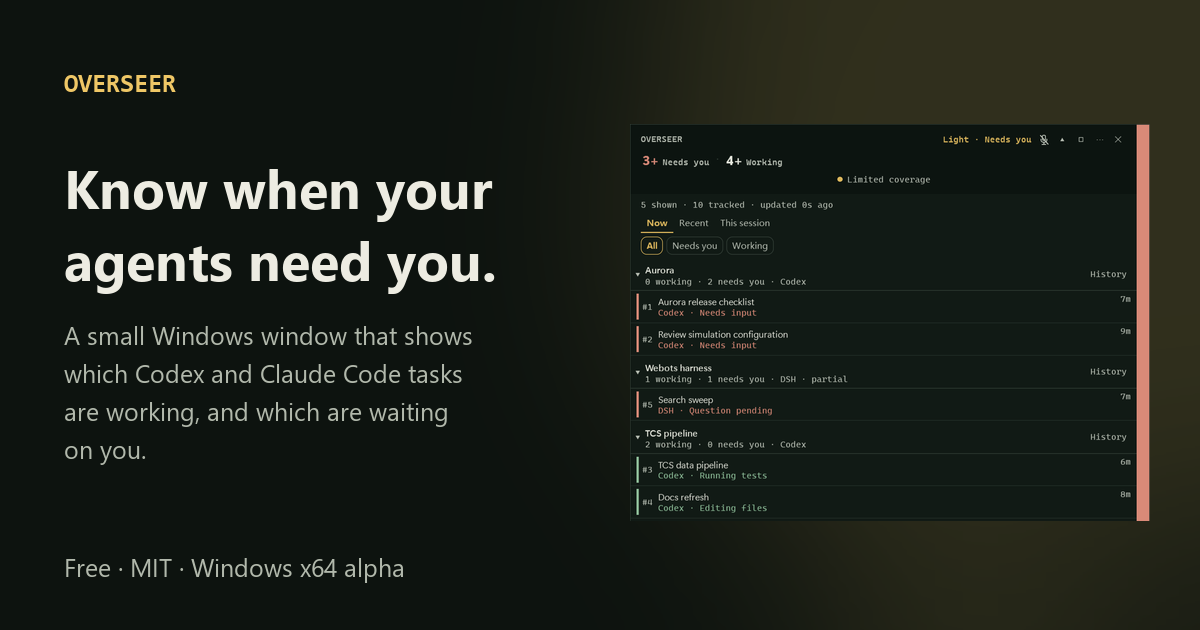 OVERSEER
Know when your
agents need you.
A small Windows window that shows
which Codex and Claude Code tasks
are working, and which are waiting
on you.
Free · MIT · Windows x64 alpha
OVERSEER
Light · Needs you
3+ Needs you · 4+ Working
Limited coverage
5 shown · 10 tracked · updated 0s ago
Now Recent This session
All Needs you Working
Aurora
0 working · 2 needs you · Codex
History
#1 Aurora release checklist 7m
Codex · Needs input
#2 Review simulation configuration 9m
Codex · Needs input
Webots harness
1 working · 1 needs you · DSH · partial
History
#5 Search sweep 7m
DSH · Question pending
TCS pipeline
2 working · 0 needs you · Codex
History
#3 TCS data pipeline 6m
Codex · Running tests
#4 Docs refresh 8m
Codex · Editing files